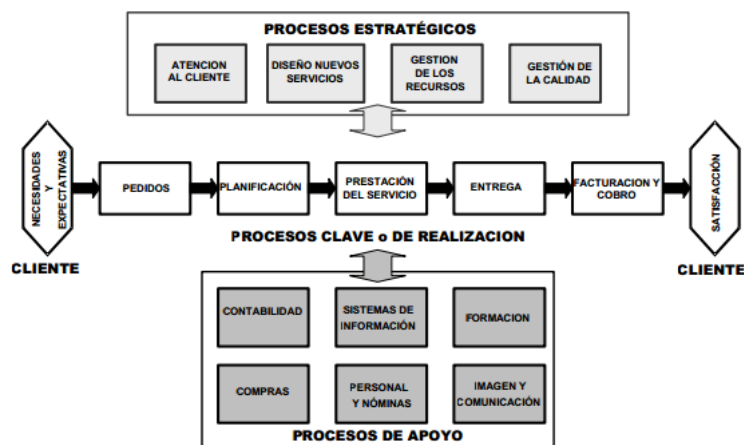 PROCESOS ESTRATÉGICOS
ATENCION
AL CLIENTE
DISEÑO NUEVOS
SERVICIOS
GESTION
DE LOS
RECURSOS
GESTIÓN DE
LA CALIDAD
NECESIDADES
Y
EXPECTATIVAS
PEDIDOS
PLANIFICACIÓN
PRESTACIÓN
DEL SERVICIO
ENTREGA
FACTURACION Y
COBRO
SATISFACCIÓN
CLIENTE
PROCESOS CLAVE o DE REALIZACION
CLIENTE
CONTABILIDAD
SISTEMAS DE
INFORMACIÓN
FORMACION
COMPRAS
PERSONAL
Y NÓMINAS
IMAGEN Y
COMUNICACIÓN
PROCESOS DE APOYO